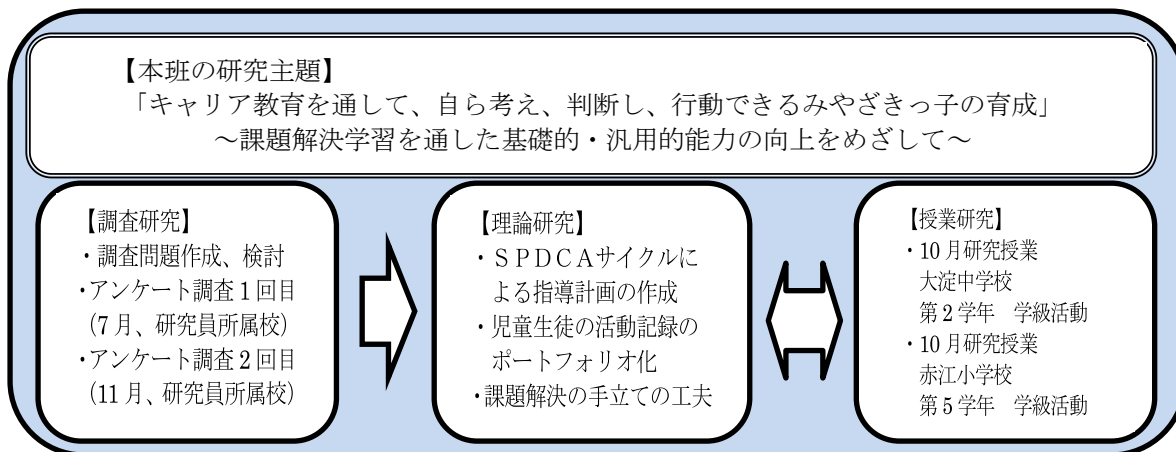 【本班の研究主題】
「キャリア教育を通して、自ら考え、判断し、行動できるみやざきっ子の育成」
～課題解決学習を通した基礎的・汎用的能力の向上をめざして～
【調査研究】
・調査問題作成、検討
・アンケート調査1回目
(7月、研究員所属校)
・アンケート調査2回目
(11月、研究員所属校)
【理論研究】
・ＳＰＤＣＡサイクルに
よる指導計画の作成
・児童生徒の活動記録の
ポートフォリオ化
・課題解決の手立ての工夫
【授業研究】
・10月研究授業
大淀中学校
第2学年　学級活動
・10月研究授業
赤江小学校
第5学年　学級活動